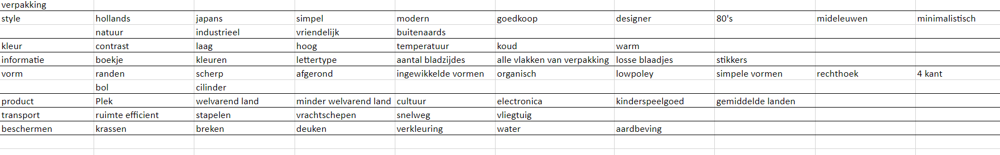 verpakking
style hollands japans simpel modern goedkoop designer 80's mideleuwen minimalistisch
natuur industrieel vriendelijk buitenaards
kleur contrast laag hoog temperatuur koud warm
informatie boekje kleuren lettertype aantal bladzijdes alle vlakken van verpakking losse blaadjes stikkers
vorm randen scherp afgerond ingewikkelde vormen organisch lowpoley simpele vormen rechthoek 4 kant
bol cilinder
product Plek welvarend land minder welvarend land cultuur electronica kinderspeelgoed gemiddelde landen
transport ruimte efficient stapelen vrachtschepen snelweg vliegtuig
beschermen krassen breken deuken verkleuring water aardbeving